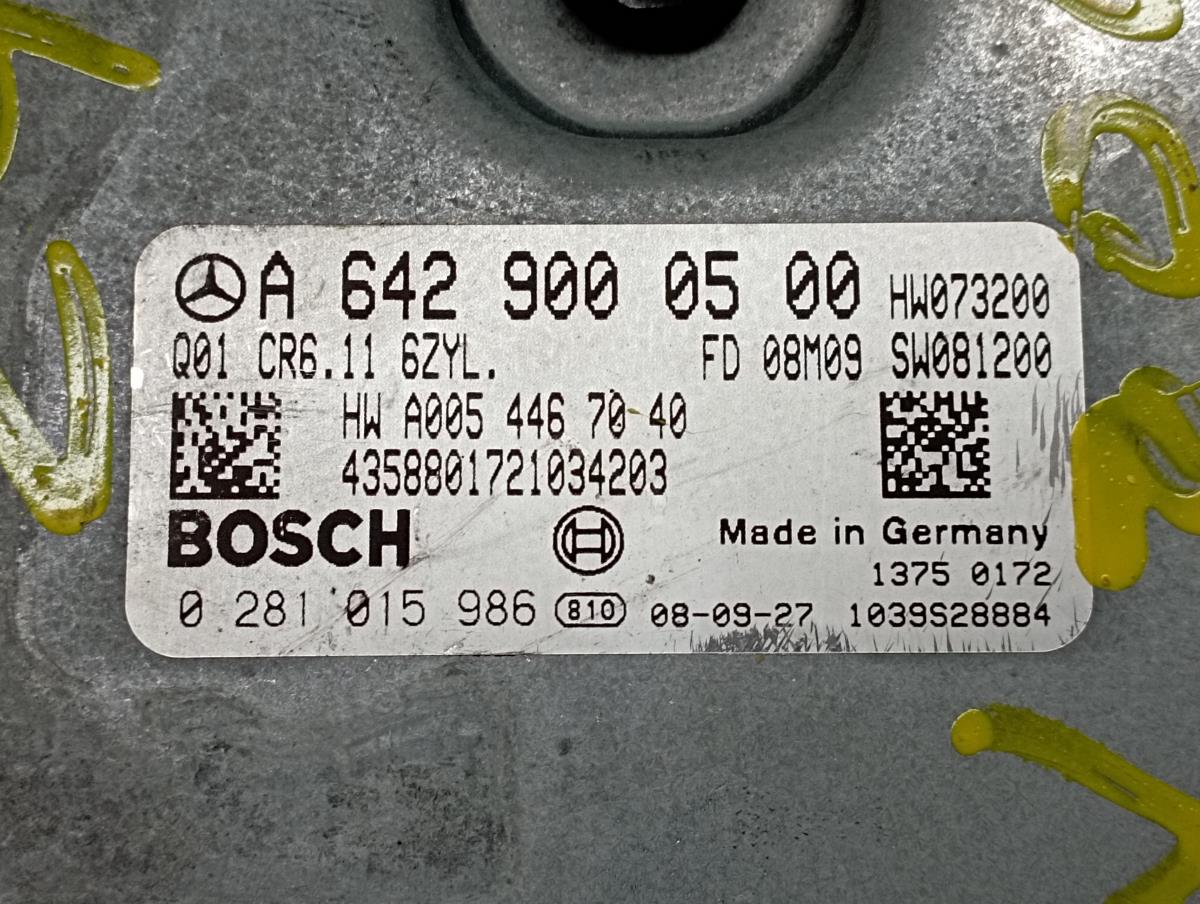 A 642 900 05 00 HW073200
Q01 CR6.11 6ZYL. FD 08M09 SW081200
HW A005 446 70 40
4358801721034203
BOSCH Made in Germany
1375 0172
0 281 015 986 810 08-09-27 1039S28884